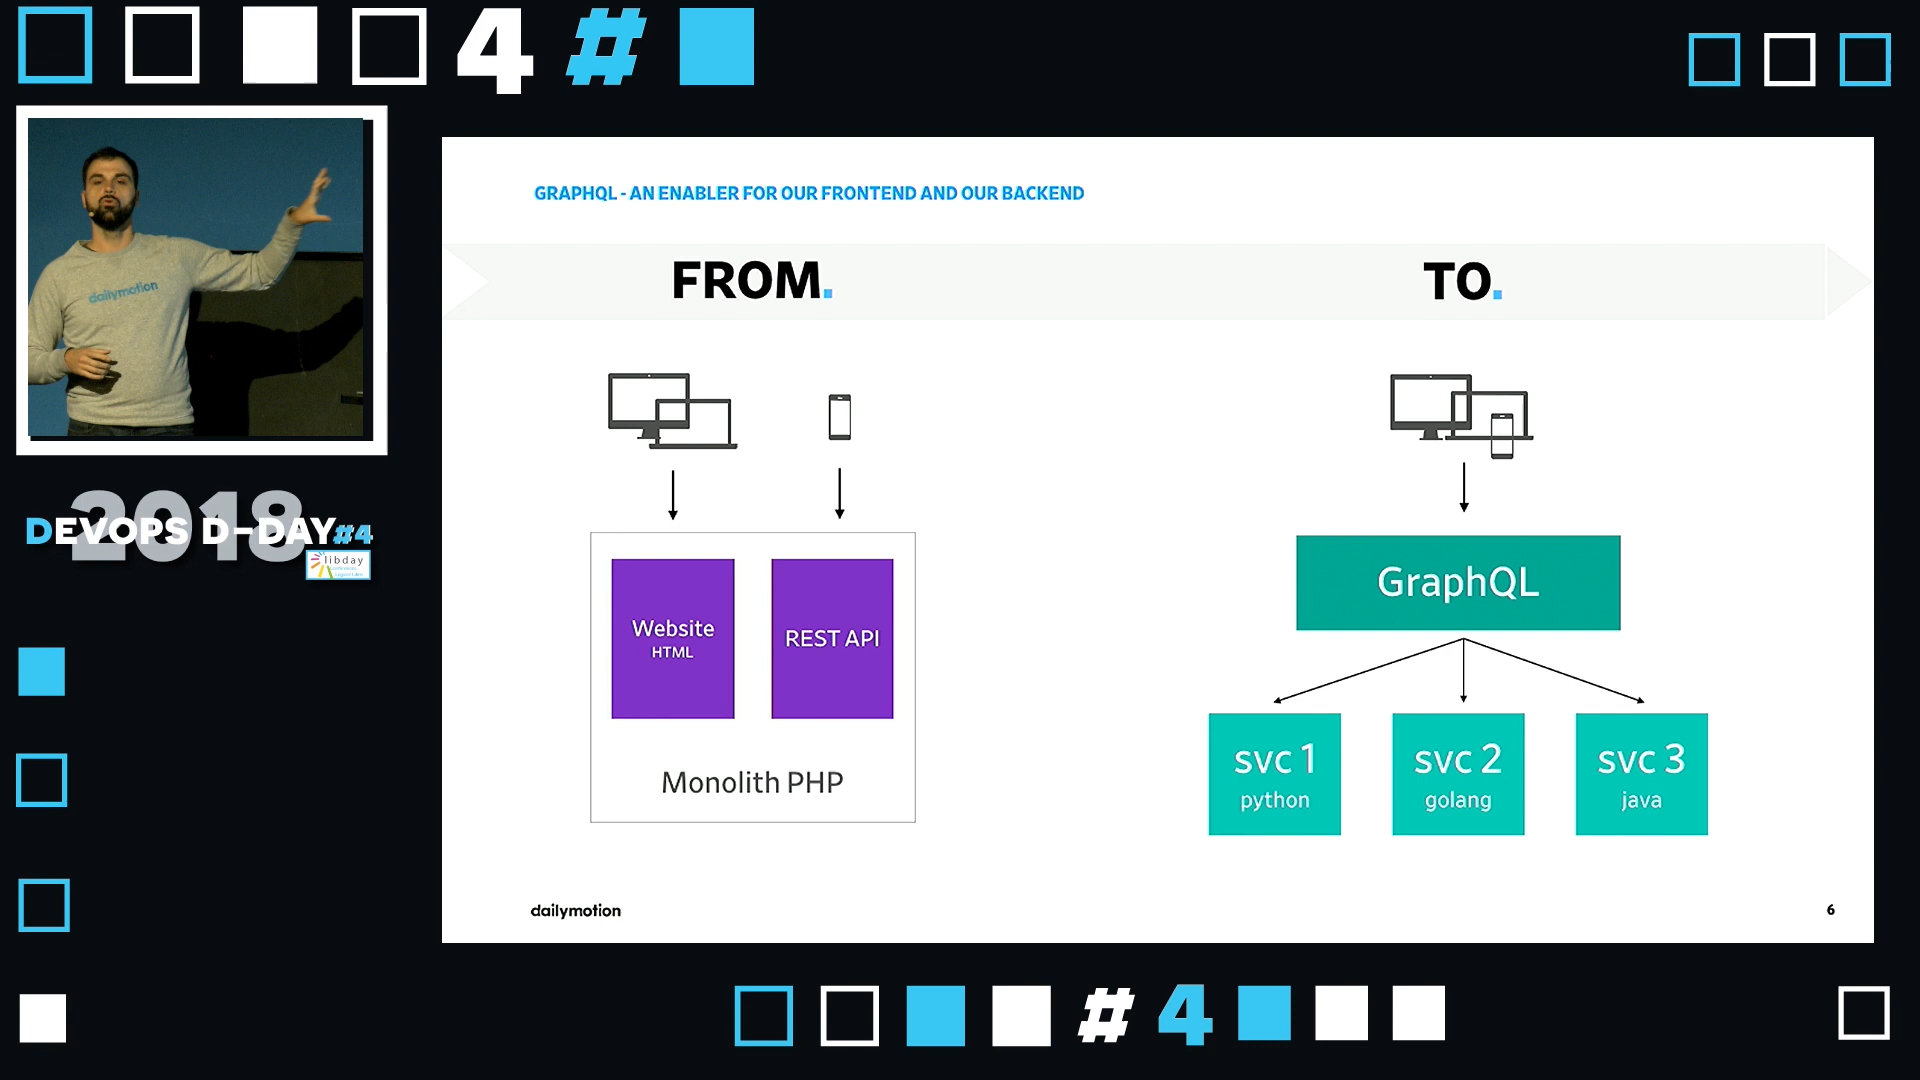 4 #
dailymotion
2018
DEVOPS D-DAY #4
libday
GRAPHQL - AN ENABLER FOR OUR FRONTEND AND OUR BACKEND
FROM.
TO.
Website
HTML
REST API
Monolith PHP
GraphQL
svc 1
python
svc 2
golang
svc 3
java
dailymotion
6
# 4